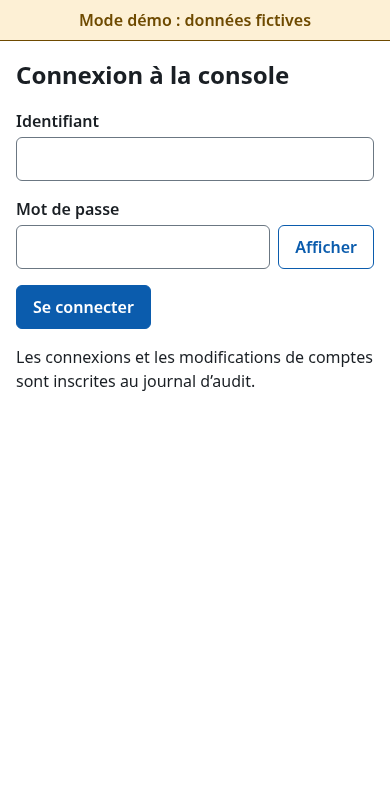 Mode démo : données fictives
Connexion à la console
Identifiant
Mot de passe
Afficher
Se connecter
Les connexions et les modifications de comptes
sont inscrites au journal d’audit.